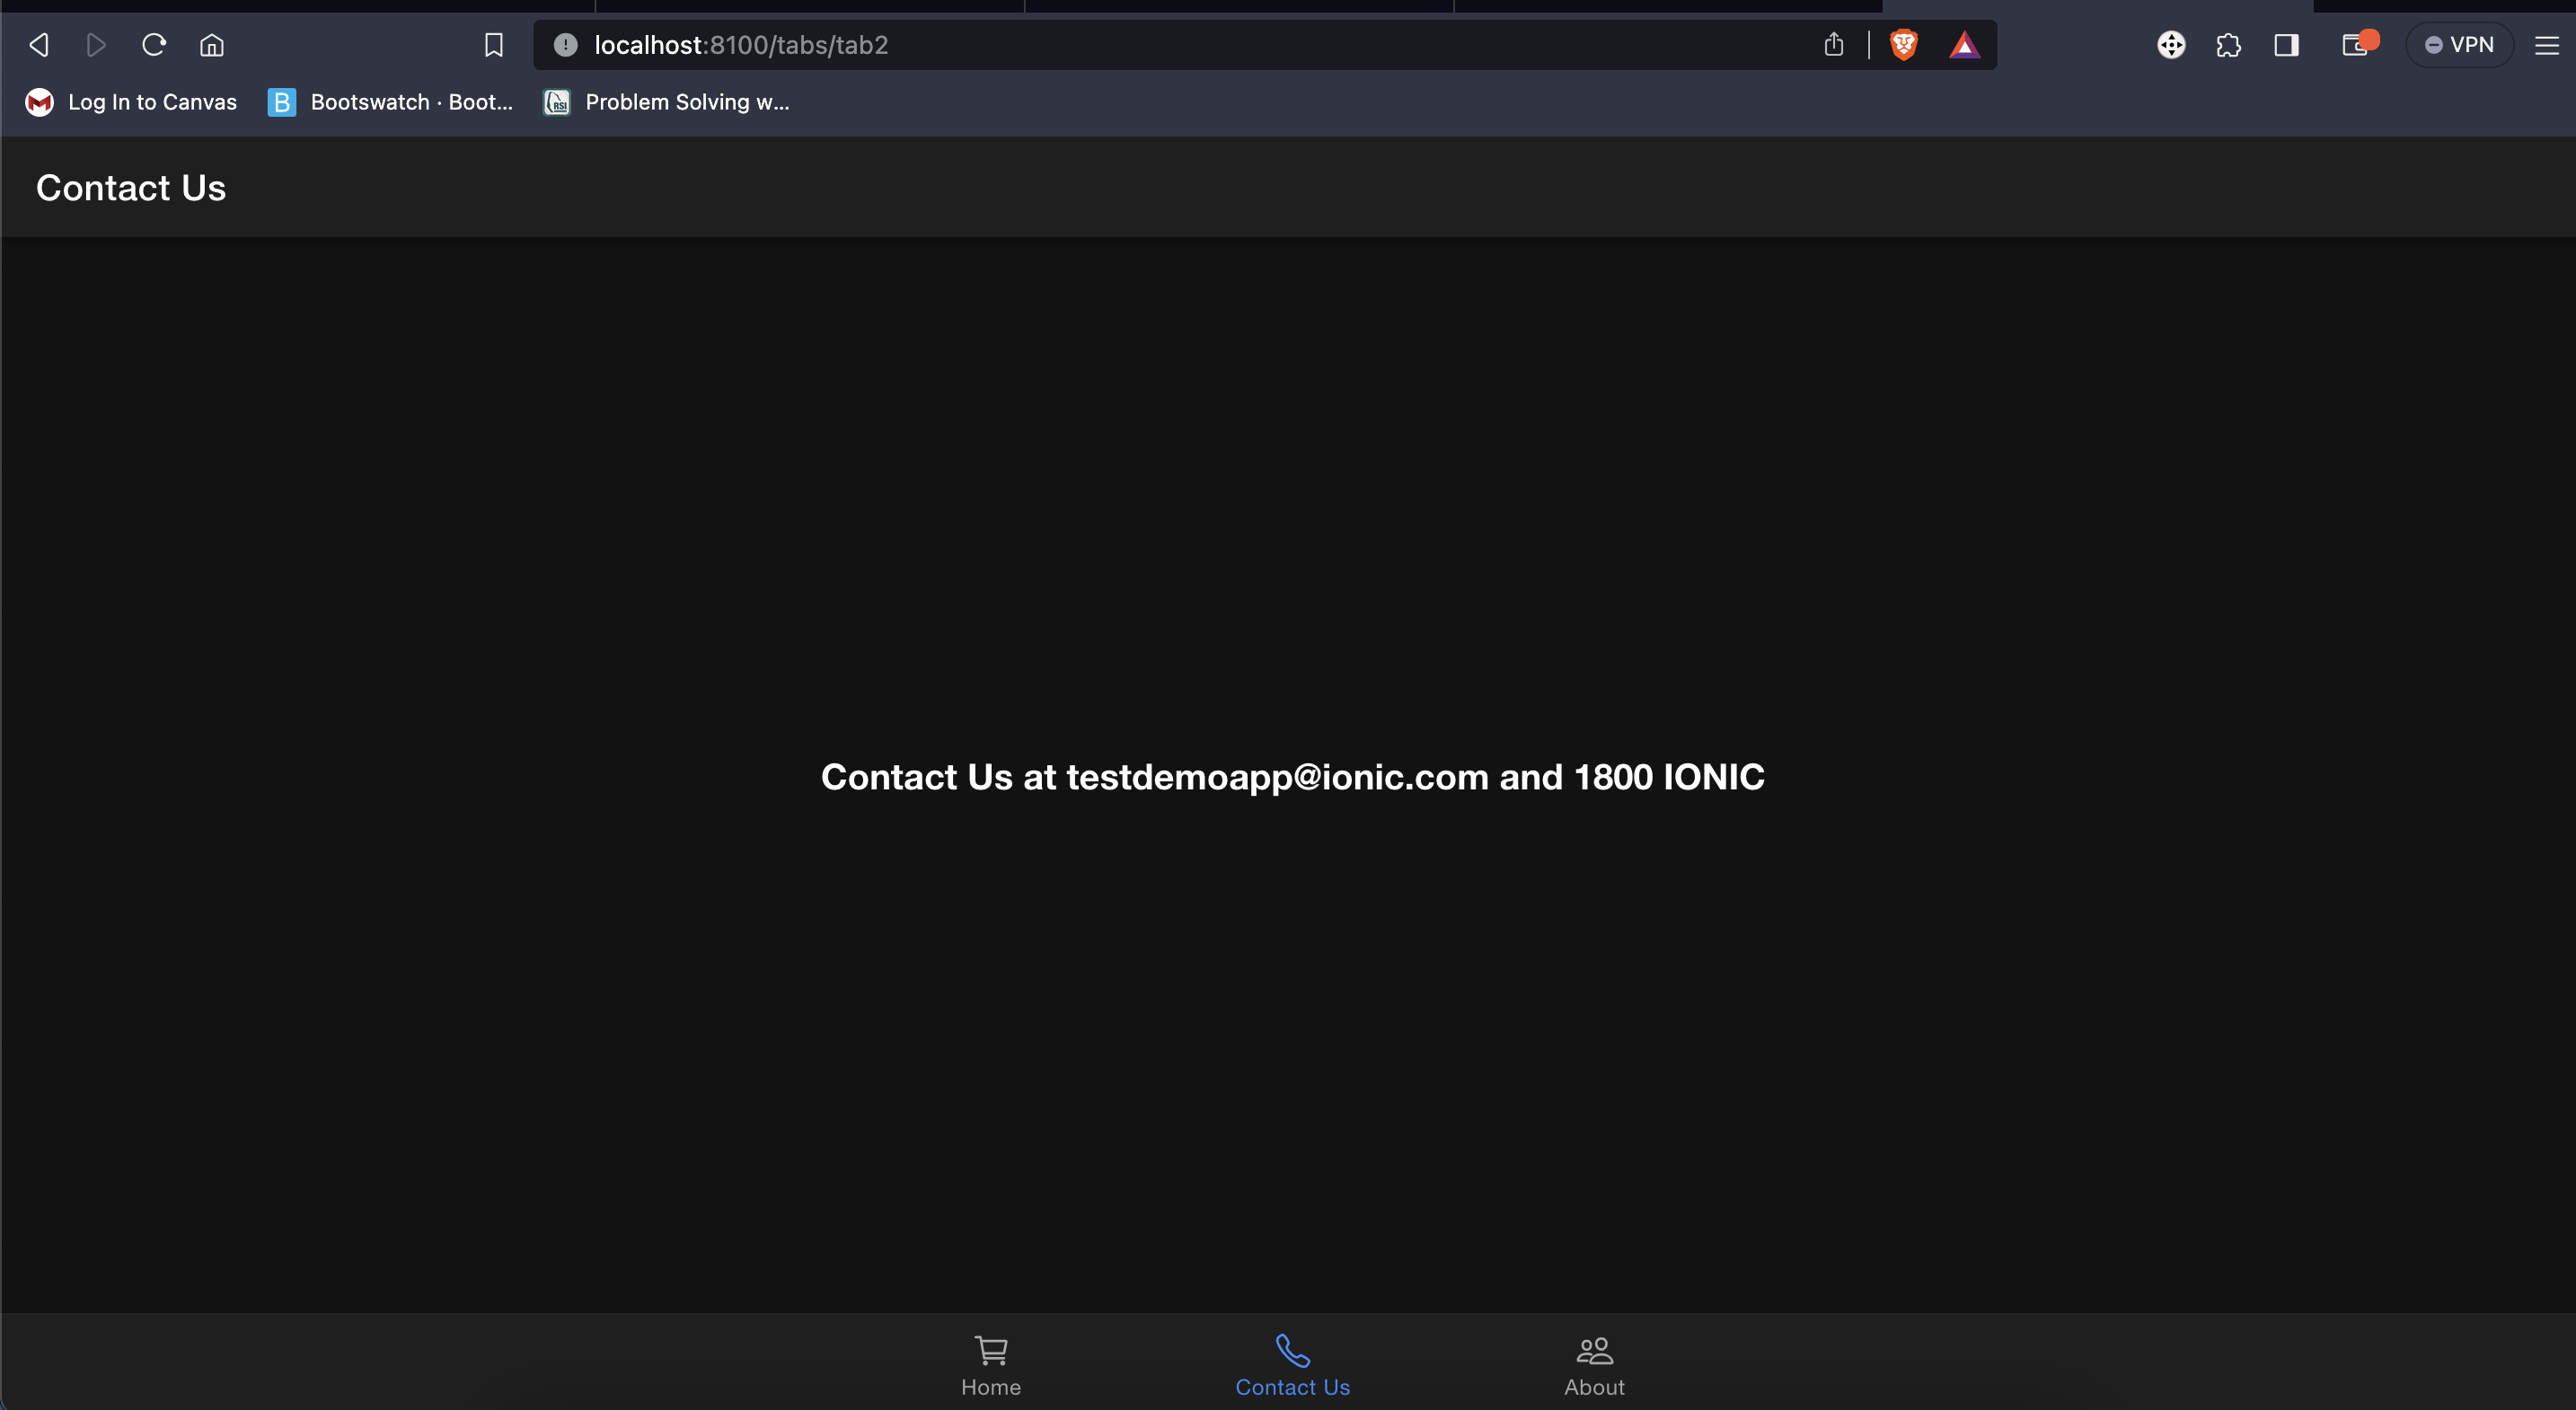 localhost:8100/tabs/tab2
VPN
Log In to Canvas
B Bootswatch · Boot...
RSI Problem Solving w...
Contact Us
Contact Us at testdemoapp@ionic.com and 1800 IONIC
Home
Contact Us
About